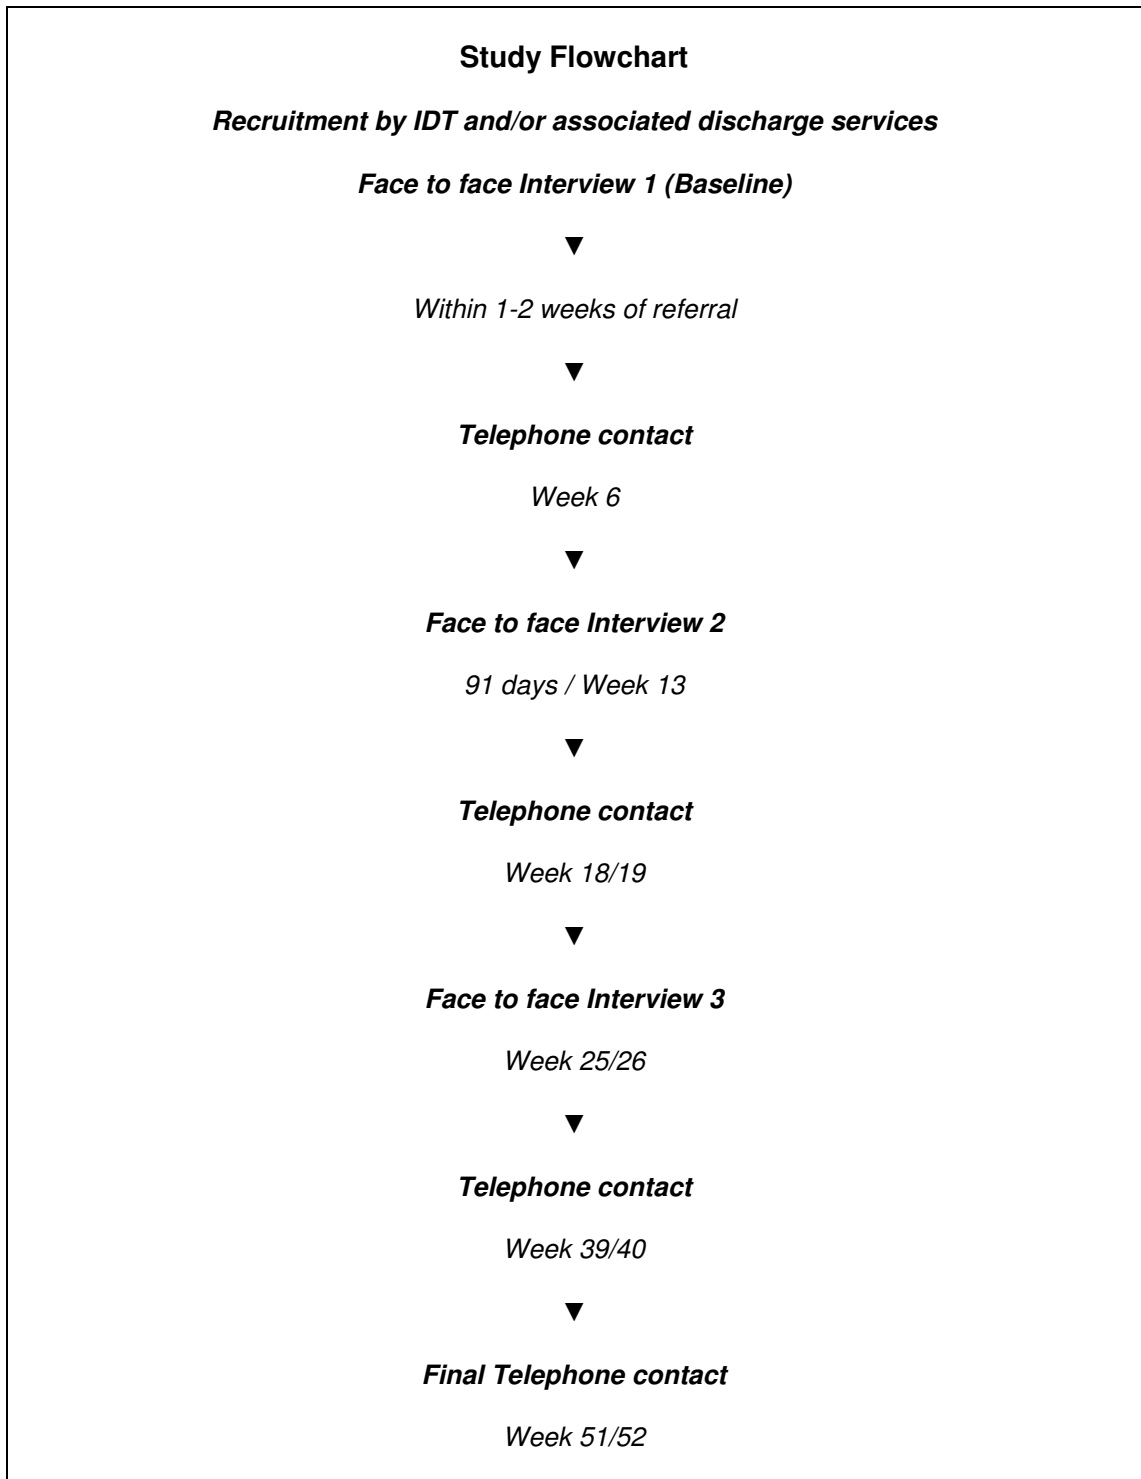 Study Flowchart
Recruitment by IDT and/or associated discharge services
Face to face Interview 1 (Baseline)
▼
Within 1-2 weeks of referral
▼
Telephone contact
Week 6
▼
Face to face Interview 2
91 days / Week 13
▼
Telephone contact
Week 18/19
▼
Face to face Interview 3
Week 25/26
▼
Telephone contact
Week 39/40
▼
Final Telephone contact
Week 51/52